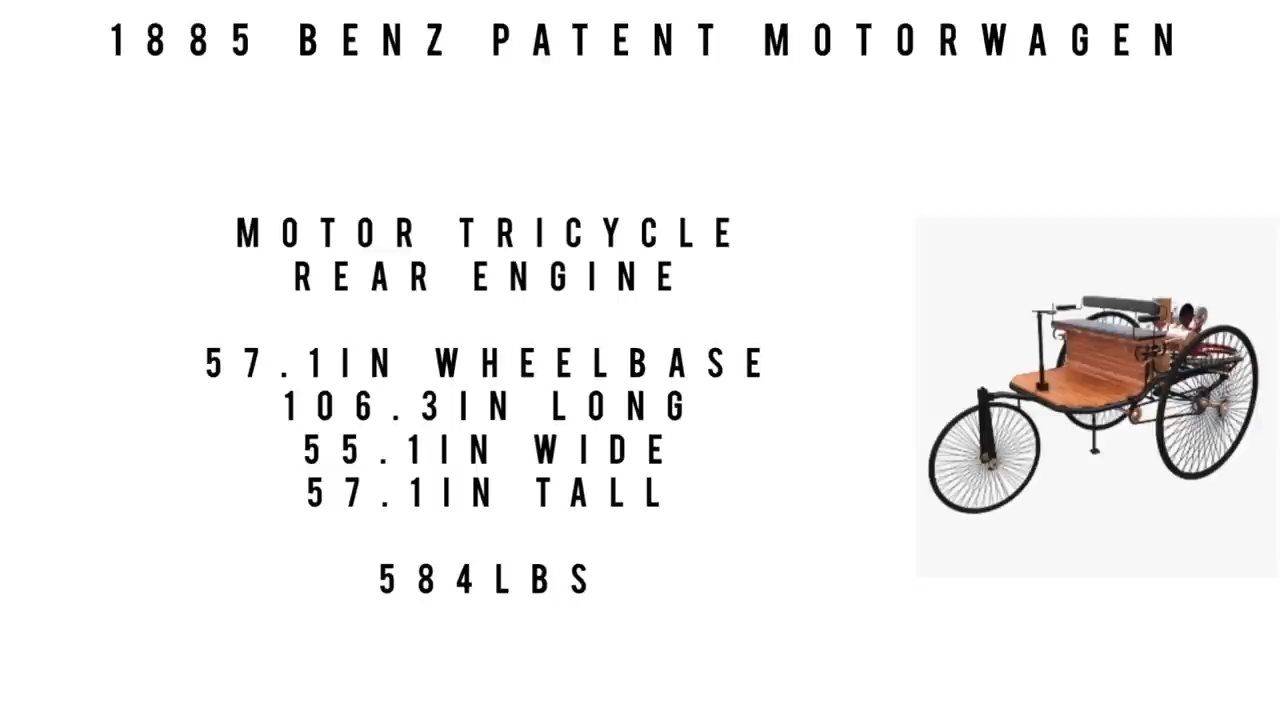 1885 BENZ PATENT MOTORWAGEN
MOTOR TRICYCLE
REAR ENGINE
57.1IN WHEELBASE
106.3IN LONG
55.1IN WIDE
57.1IN TALL
584LBS